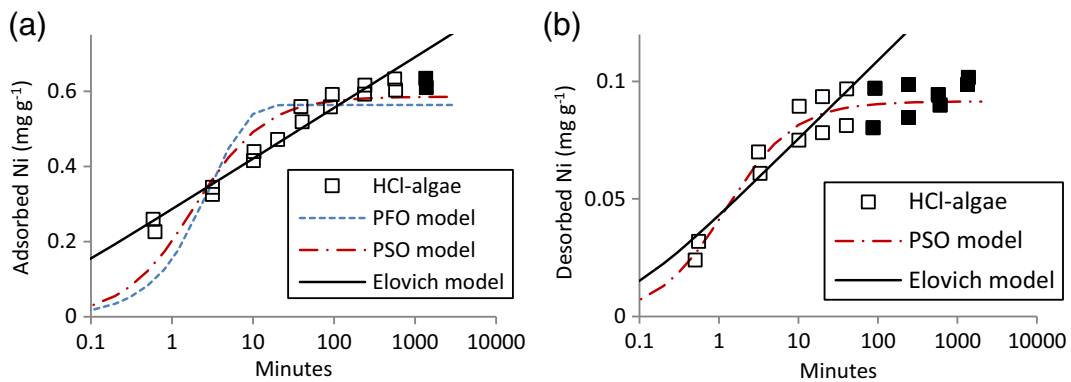 (a)
Adsorbed Ni (mg g⁻¹)
0.6
0.4
0.2
0
0.1 1 10 100 1000 10000
Minutes
HCl-algae
PFO model
PSO model
Elovich model
(b)
Desorbed Ni (mg g⁻¹)
0.1
0.05
0
0.1 1 10 100 1000 10000
Minutes
HCl-algae
PSO model
Elovich model